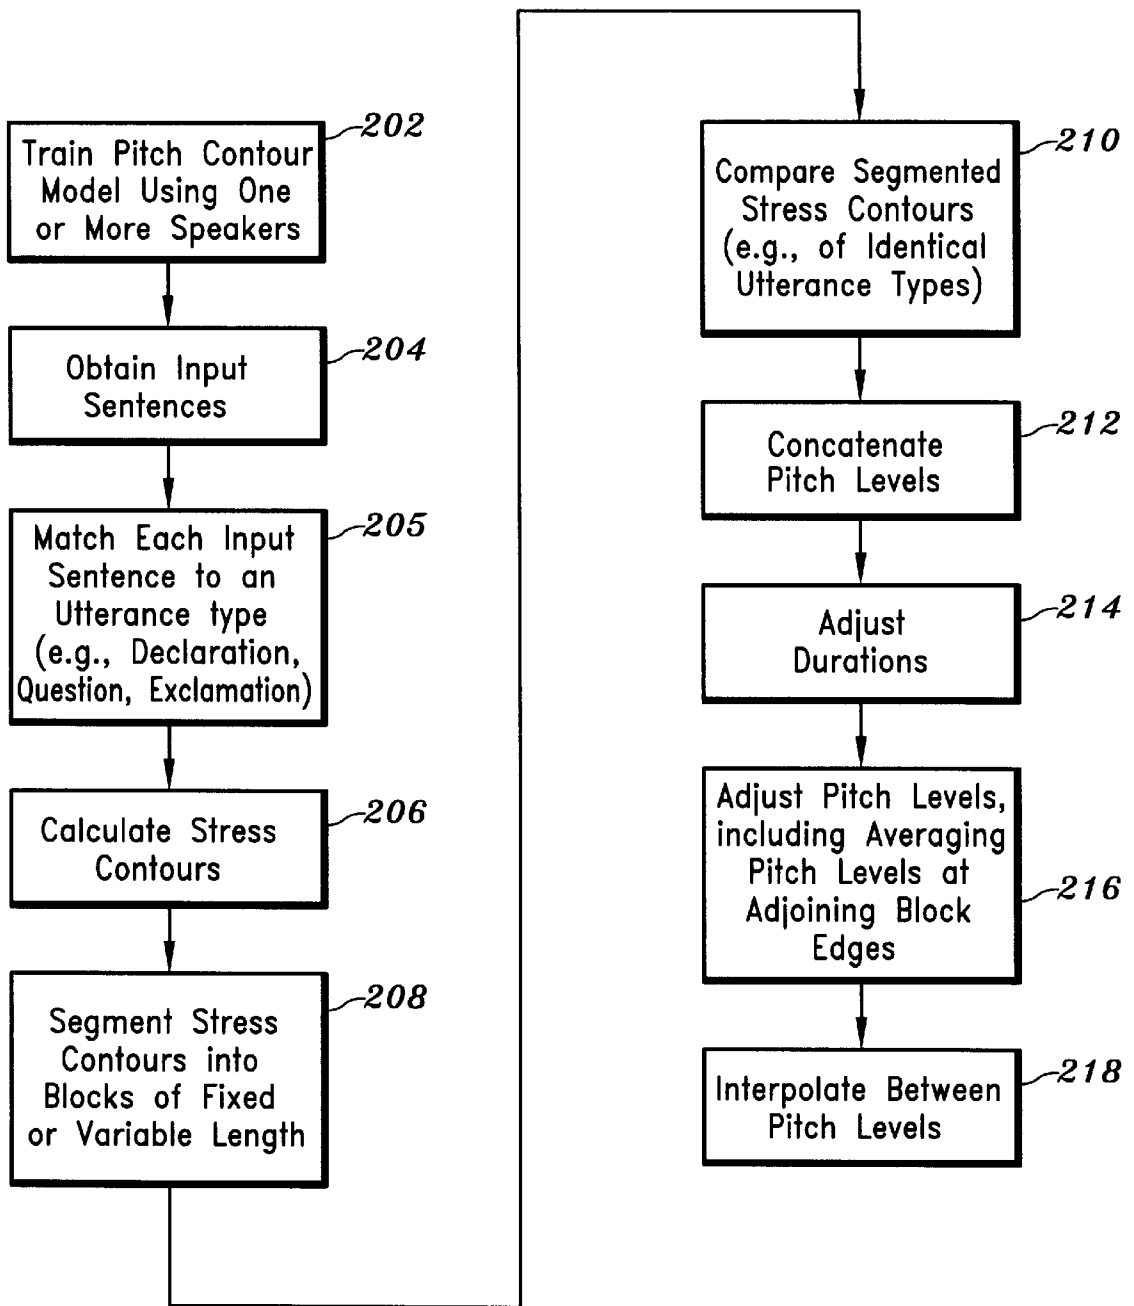 202
Train Pitch Contour
Model Using One
or More Speakers
204
Obtain Input
Sentences
205
Match Each Input
Sentence to an
Utterance type
(e.g., Declaration,
Question, Exclamation)
206
Calculate Stress
Contours
208
Segment Stress
Contours into
Blocks of Fixed
or Variable Length
210
Compare Segmented
Stress Contours
(e.g., of Identical
Utterance Types)
212
Concatenate
Pitch Levels
214
Adjust
Durations
216
Adjust Pitch Levels,
including Averaging
Pitch Levels at
Adjoining Block
Edges
218
Interpolate Between
Pitch Levels